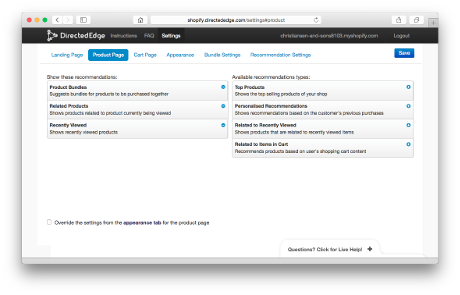 shopify.directedge.com/settings#product
DirectedEdge Instructions FAQ Settings christensen-and-sons6103.myshopify.com Logout
Landing Page Product Page Cart Page Appearance Bundle Settings Recommendation Settings Save
Show these recommendations:
Product Bundles
Suggests bundles for products to be purchased together
Related Products
Shows products related to product currently being viewed
Recently Viewed
Shows recently viewed products
Available recommendations types:
Top Products
Shows the top selling products of your shop
Personalised Recommendations
Shows recommendations based on the customer's previous purchases
Related to Recently Viewed
Shows products that are related to recently viewed items
Related to Items in Cart
Recommends products based on user's shopping cart content
Override the settings from the appearance tab for the product page
Questions? Click for Live Help!